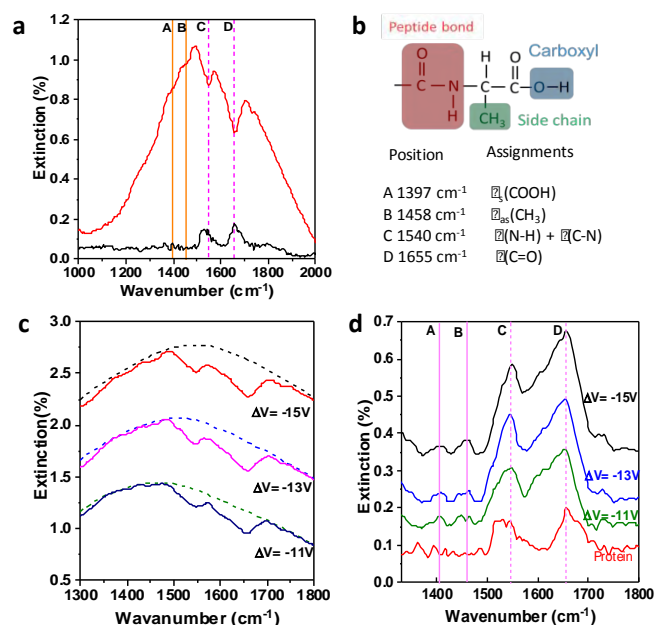 a
A B C D
1.2
1.0
0.8
0.6
0.4
0.2
0.0
Extinction (%)
1000 1200 1400 1600 1800 2000
Wavenumber (cm-1)
b
Peptide bond
O H O Carboxyl
C N C C O H
H CH3 Side chain
Position Assignments
A 1397 cm-1 ⍰s(COOH)
B 1458 cm-1 ⍰as(CH3)
C 1540 cm-1 ⍰(N-H) + ⍰(C-N)
D 1655 cm-1 ⍰(C=O)
c
3.0
2.5
2.0
1.5
1.0
0.5
Extinction(%)
ΔV= -15V
ΔV= -13V
ΔV= -11V
1300 1400 1500 1600 1700 1800
Wavanumber (cm-1)
d
A B C D
0.7
0.6
0.5
0.4
0.3
0.2
0.1
0.0
Extinction (%)
ΔV= -15V
ΔV= -13V
ΔV= -11V
Protein
1400 1500 1600 1700 1800
Wavenumber (cm-1)